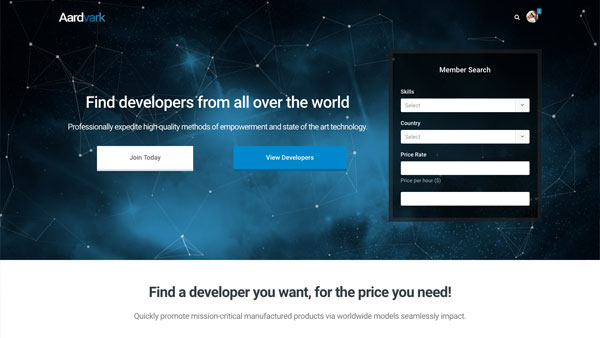 Aardvark
Find developers from all over the world
Professionally expedite high-quality methods of empowerment and state of the art technology.
Join Today
View Developers
Member Search
Skills
Select
Country
Select
Price Rate
Price per hour ($)
Find a developer you want, for the price you need!
Quickly promote mission-critical manufactured products via worldwide models seamlessly impact.